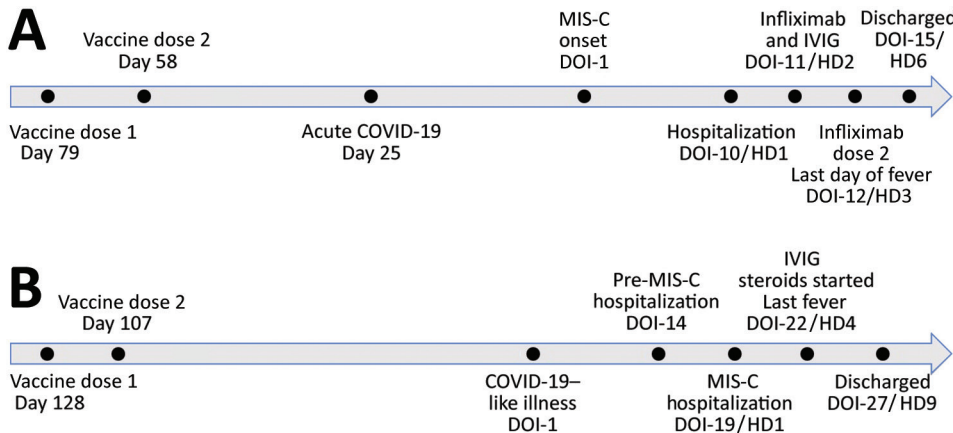 A
Vaccine dose 1
Day 79
Vaccine dose 2
Day 58
Acute COVID-19
Day 25
MIS-C
onset
DOI-1
Hospitalization
DOI-10/HD1
Infliximab
and IVIG
DOI-11/HD2
Infliximab
dose 2
Last day of fever
DOI-12/HD3
Discharged
DOI-15/
HD6
B
Vaccine dose 1
Day 128
Vaccine dose 2
Day 107
COVID-19–
like illness
DOI-1
Pre-MIS-C
hospitalization
DOI-14
MIS-C
hospitalization
DOI-19/HD1
IVIG
steroids started
Last fever
DOI-22/HD4
Discharged
DOI-27/HD9